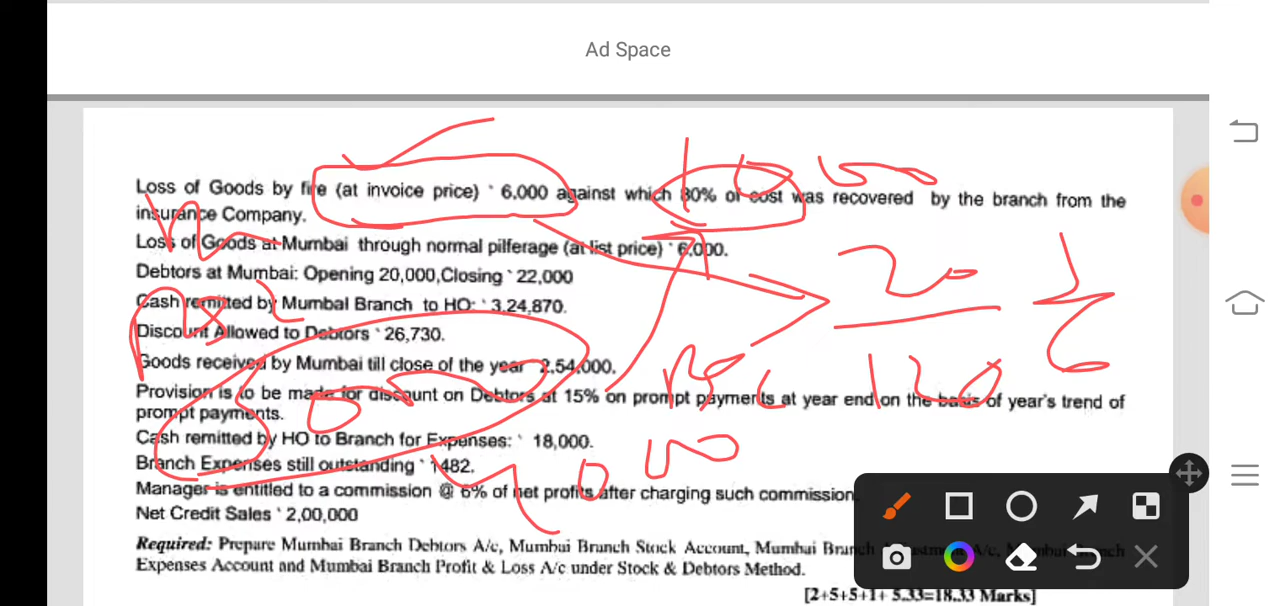 Ad Space
Loss of Goods by fire (at invoice price) ` 6,000 against which 80% of cost was recovered by the branch from the
insurance Company.
Loss of Goods at Mumbai through normal pilferage (at list price) ` 6,000.
Debtors at Mumbai: Opening 20,000,Closing ` 22,000
Cash remitted by Mumbai Branch to HO: ` 3,24,870.
Discount Allowed to Debtors ` 26,730.
Goods received by Mumbai till close of the year 2,54,000.
Provision is to be made for discount on Debtors at 15% on prompt payments at year end on the basis of year's trend of
prompt payments.
Cash remitted by HO to Branch for Expenses: ` 18,000.
Branch Expenses still outstanding ` 1482.
Manager is entitled to a commission @ 6% of net profits after charging such commission.
Net Credit Sales ` 2,00,000
Required: Prepare Mumbai Branch Debtors A/c, Mumbai Branch Stock Account, Mumbai Branch
Expenses Account and Mumbai Branch Profit & Loss A/c under Stock & Debtors Method.
[2+5+5+1+ 5.33=18.33 Marks]
20
120
1
6